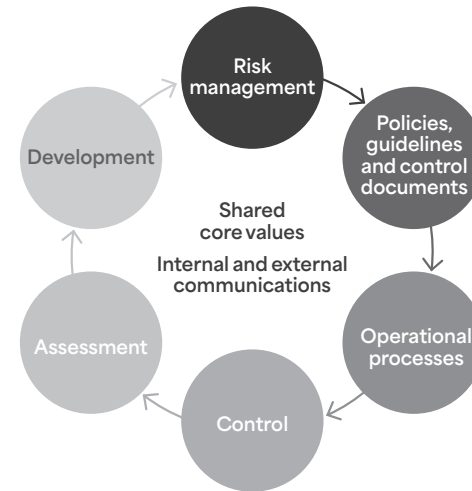 Risk
management
Policies,
guidelines
and control
documents
Development
Shared
core values
Internal and external
communications
Operational
processes
Assessment
Control